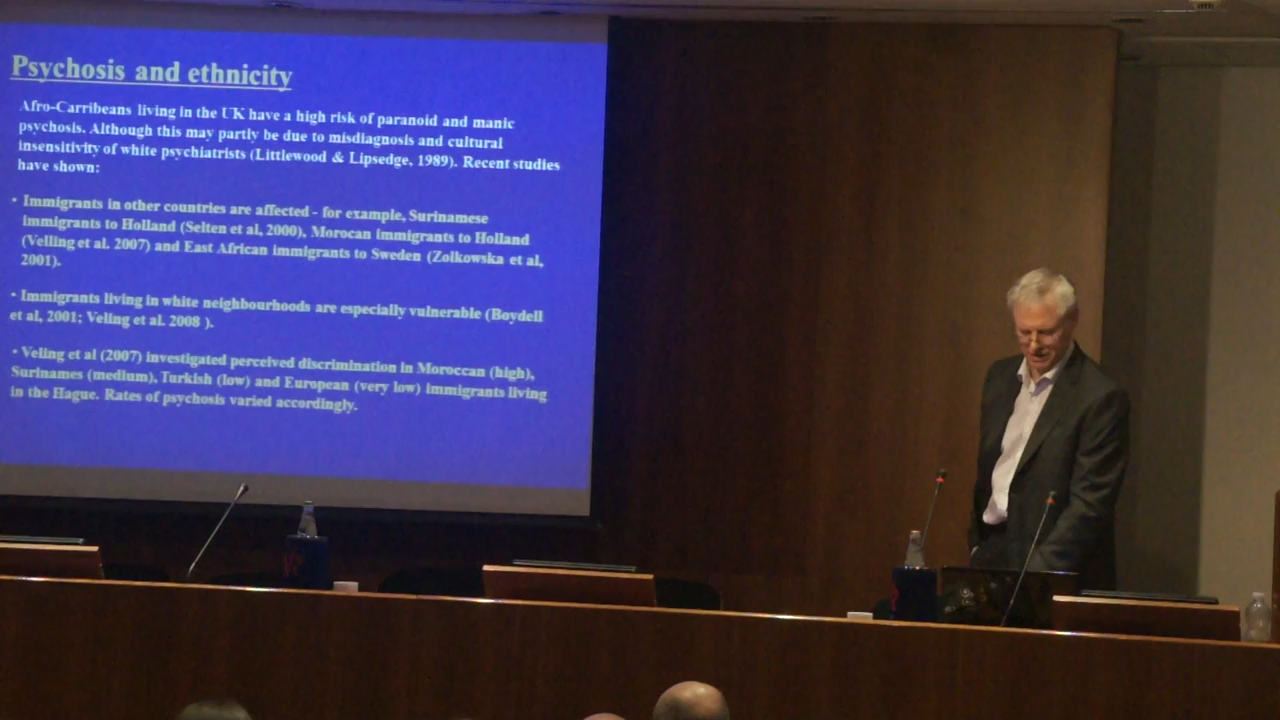 Psychosis and ethnicity
Afro-Carribeans living in the UK have a high risk of paranoid and manic
psychosis. Although this may partly be due to misdiagnosis and cultural
insensitivity of white psychiatrists (Littlewood & Lipsedge, 1989). Recent studies
have shown:
• Immigrants in other countries are affected - for example, Surinamese
immigrants to Holland (Selten et al, 2000), Morocan immigrants to Holland
(Velling et al. 2007) and East African immigrants to Sweden (Zolkowska et al,
2001).
• Immigrants living in white neighbourhoods are especially vulnerable (Boydell
et al, 2001; Veling et al. 2008 ).
• Veling et al (2007) investigated perceived discrimination in Moroccan (high),
Surinames (medium), Turkish (low) and European (very low) immigrants living
in the Hague. Rates of psychosis varied accordingly.